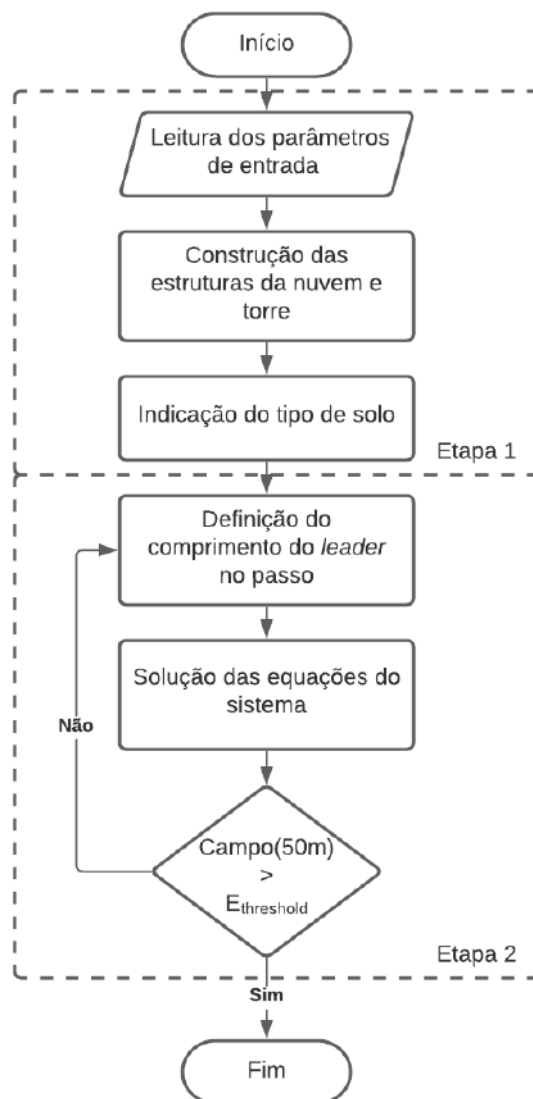 Início
Leitura dos parâmetros
de entrada
Construção das
estruturas da nuvem e
torre
Indicação do tipo de solo
Etapa 1
Definição do
comprimento do leader
no passo
Solução das equações do
sistema
Não
Campo(50m)
>
Ethreshold
Etapa 2
Sim
Fim